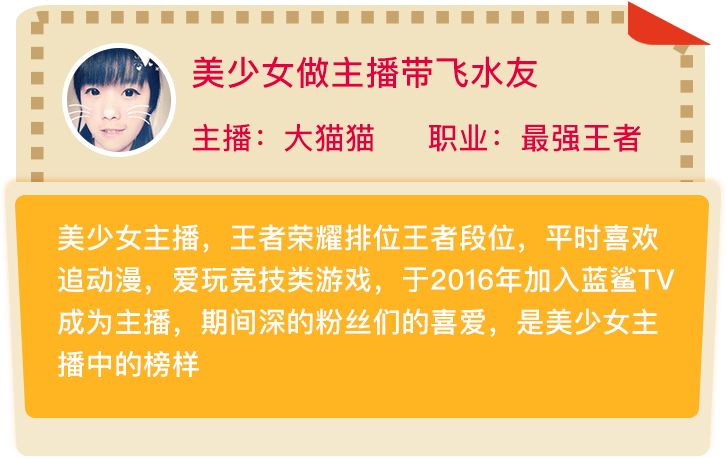 美少女做主播带飞水友
主播：大猫猫 职业：最强王者
美少女主播，王者荣耀排位王者段位，平时喜欢
追动漫，爱玩竞技类游戏，于2016年加入蓝鲨TV
成为主播，期间深的粉丝们的喜爱，是美少女主
播中的榜样